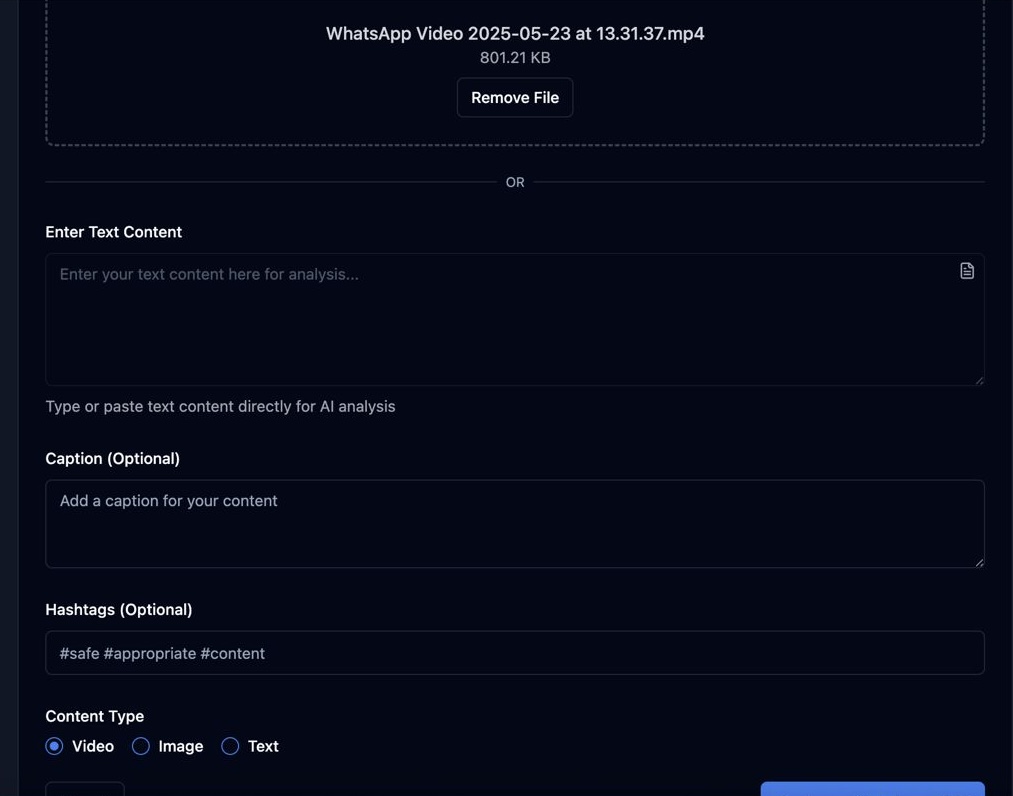 WhatsApp Video 2025-05-23 at 13.31.37.mp4
801.21 KB
Remove File
OR
Enter Text Content
Enter your text content here for analysis...
Type or paste text content directly for AI analysis
Caption (Optional)
Add a caption for your content
Hashtags (Optional)
#safe #appropriate #content
Content Type
Video Image Text